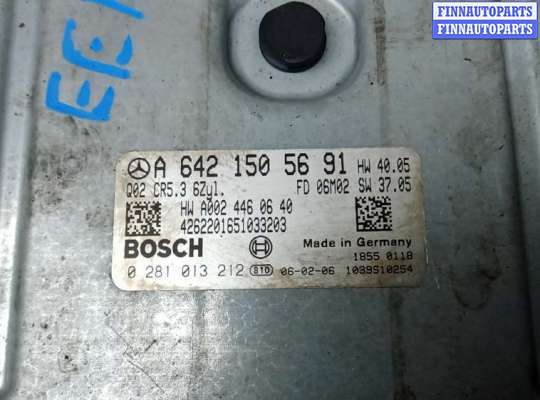 FINNAUTOPARTS
FINNAUTOPARTS
A 642 150 56 91 HW 40.05
Q02 CR5.3 6Zyl. FD 06M02 SW 37.05
HW A002 446 06 40
4262201651033203
BOSCH Made in Germany
1855 0118
0 281 013 212 810 06-02-06 1039S10254